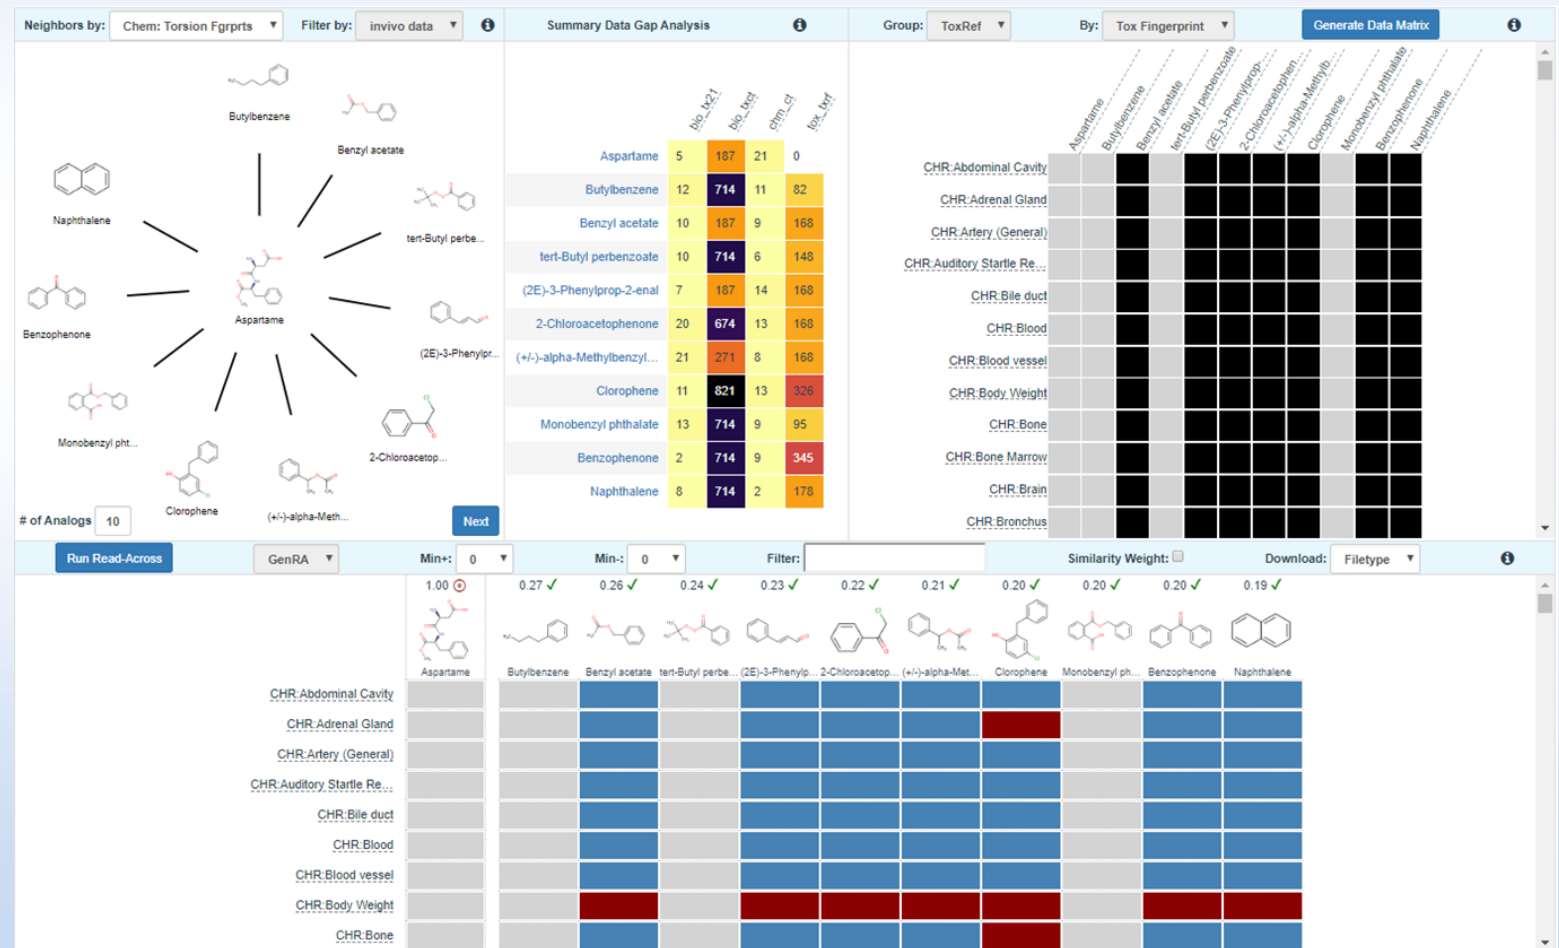 Neighbors by: Chem: Torsion Fgrprts Filter by: invivo data
Summary Data Gap Analysis
Group: ToxRef By: Tox Fingerprint Generate Data Matrix
Butylbenzene
Benzyl acetate
tert-Butyl perbe...
(2E)-3-Phenylpr...
2-Chloroacetop...
(+/-)-alpha-Meth...
Clorophene
Monobenzyl pht...
Benzophenone
Naphthalene
Aspartame
# of Analogs 10 Next
bio_tx21 bio_txct chm_ct tox_txrf
Aspartame 5 187 21 0
Butylbenzene 12 714 11 82
Benzyl acetate 10 187 9 168
tert-Butyl perbenzoate 10 714 6 148
(2E)-3-Phenylprop-2-enal 7 187 14 168
2-Chloroacetophenone 20 674 13 168
(+/-)-alpha-Methylbenzyl... 21 271 8 168
Clorophene 11 821 13 326
Monobenzyl phthalate 13 714 9 95
Benzophenone 2 714 9 345
Naphthalene 8 714 2 178
Aspartame
Butylbenzene
Benzyl acetate
tert-Butyl perbenzoate
(2E)-3-Phenylprop-...
2-Chloroacetophen...
(+/-)-alpha-Methylb...
Clorophene
Monobenzyl phthalate
Benzophenone
Naphthalene
CHR:Abdominal Cavity
CHR:Adrenal Gland
CHR:Artery (General)
CHR:Auditory Startle Re...
CHR:Bile duct
CHR:Blood
CHR:Blood vessel
CHR:Body Weight
CHR:Bone
CHR:Bone Marrow
CHR:Brain
CHR:Bronchus
Run Read-Across GenRA Min+: 0 Min-: 0 Filter: Similarity Weight: Download: Filetype
1.00 0.27 0.26 0.24 0.23 0.22 0.21 0.20 0.20 0.20 0.19
Aspartame Butylbenzene Benzyl acetate tert-Butyl perbe... (2E)-3-Phenylp... 2-Chloroacetop... (+/-)-alpha-Met... Clorophene Monobenzyl ph... Benzophenone Naphthalene
CHR:Abdominal Cavity
CHR:Adrenal Gland
CHR:Artery (General)
CHR:Auditory Startle Re...
CHR:Bile duct
CHR:Blood
CHR:Blood vessel
CHR:Body Weight
CHR:Bone